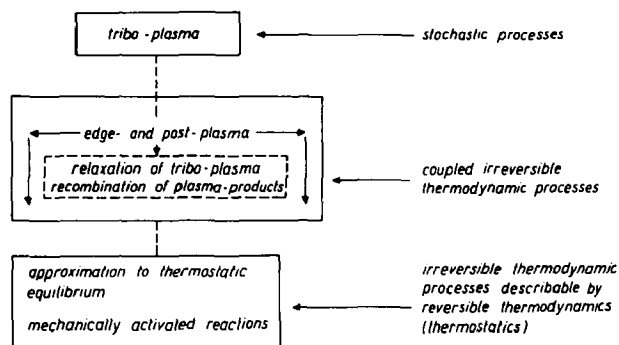 tribo-plasma
stochastic processes
edge- and post-plasma
relaxation of tribo-plasma
recombination of plasma-products
coupled irreversible
thermodynamic processes
approximation to thermostatic
equilibrium
mechanically activated reactions
irreversible thermodynamic
processes describable by
reversible thermodynamics
(thermostatics)